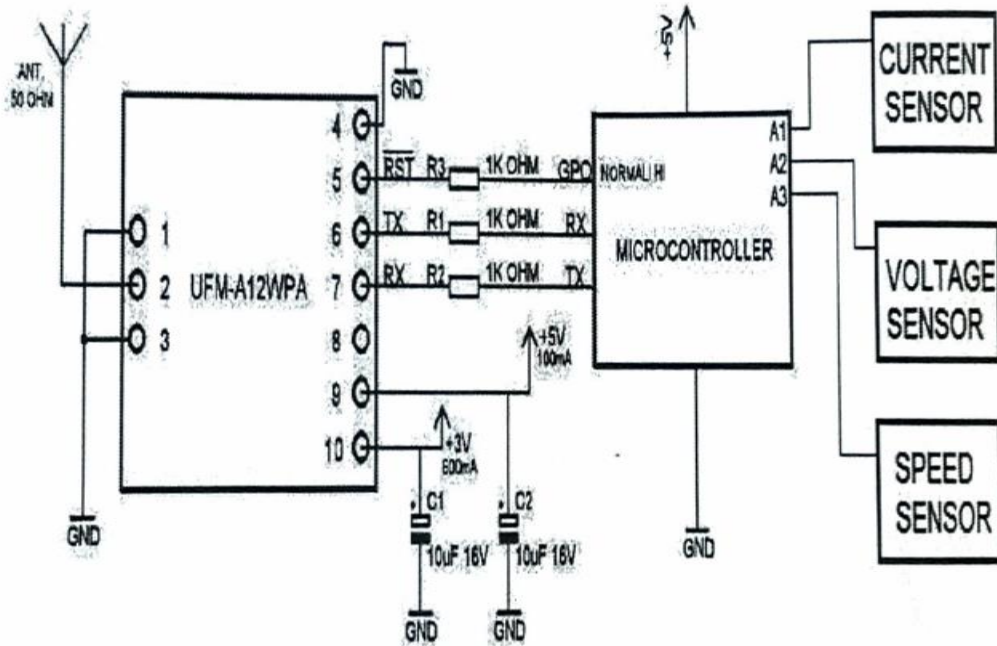 ANT.
50 OHM
1
2
3
UFM-A12WPA
4
5
6
7
8
9
10
GND
RST R3 1K OHM GPO
TX R1 1K OHM RX
RX R2 1K OHM TX
+5V
100mA
+3V
600mA
C1
10uF 16V
C2
10uF 16V
GND
GND
GND
+5V
NORMALI HI
MICROCONTROLLER
A1
A2
A3
GND
CURRENT
SENSOR
VOLTAGE
SENSOR
SPEED
SENSOR